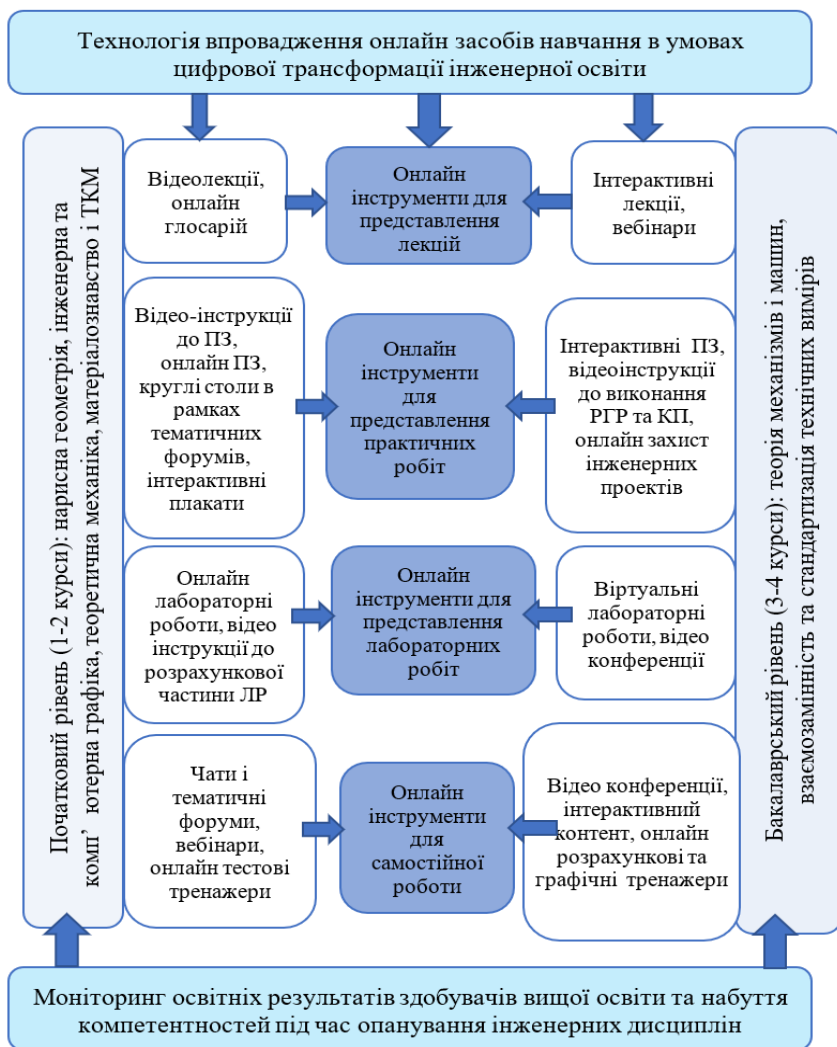 Технологія впровадження онлайн засобів навчання в умовах
цифрової трансформації інженерної освіти
Початковий рівень (1-2 курси): нарисна геометрія, інженерна та
комп’ ютерна графіка, теоретична механіка, матеріалознавство і ТКМ
Відеолекції,
онлайн
глосарій
Онлайн
інструменти для
представлення
лекцій
Інтерактивні
лекції,
вебінари
Відео-інструкції
до ПЗ,
онлайн ПЗ,
круглі столи в
рамках
тематичних
форумів,
інтерактивні
плакати
Онлайн
інструменти
для
представлення
практичних
робіт
Інтерактивні ПЗ,
відеоінструкції
до виконання
РГР та КП,
онлайн захист
інженерних
проектів
Онлайн
лабораторні
роботи, відео
інструкції до
розрахункової
частини ЛР
Онлайн
інструменти для
представлення
лабораторних
робіт
Віртуальні
лабораторні
роботи, відео
конференції
Чати і
тематичні
форуми,
вебінари,
онлайн тестові
тренажери
Онлайн
інструменти
для
самостійної
роботи
Відео конференції,
інтерактивний
контент, онлайн
розрахункові та
графічні тренажери
Бакалаврський рівень (3-4 курси): теорія механізмів і машин,
взаємозамінність та стандартизація технічних вимірів
Моніторинг освітніх результатів здобувачів вищої освіти та набуття
компетентностей під час опанування інженерних дисциплін